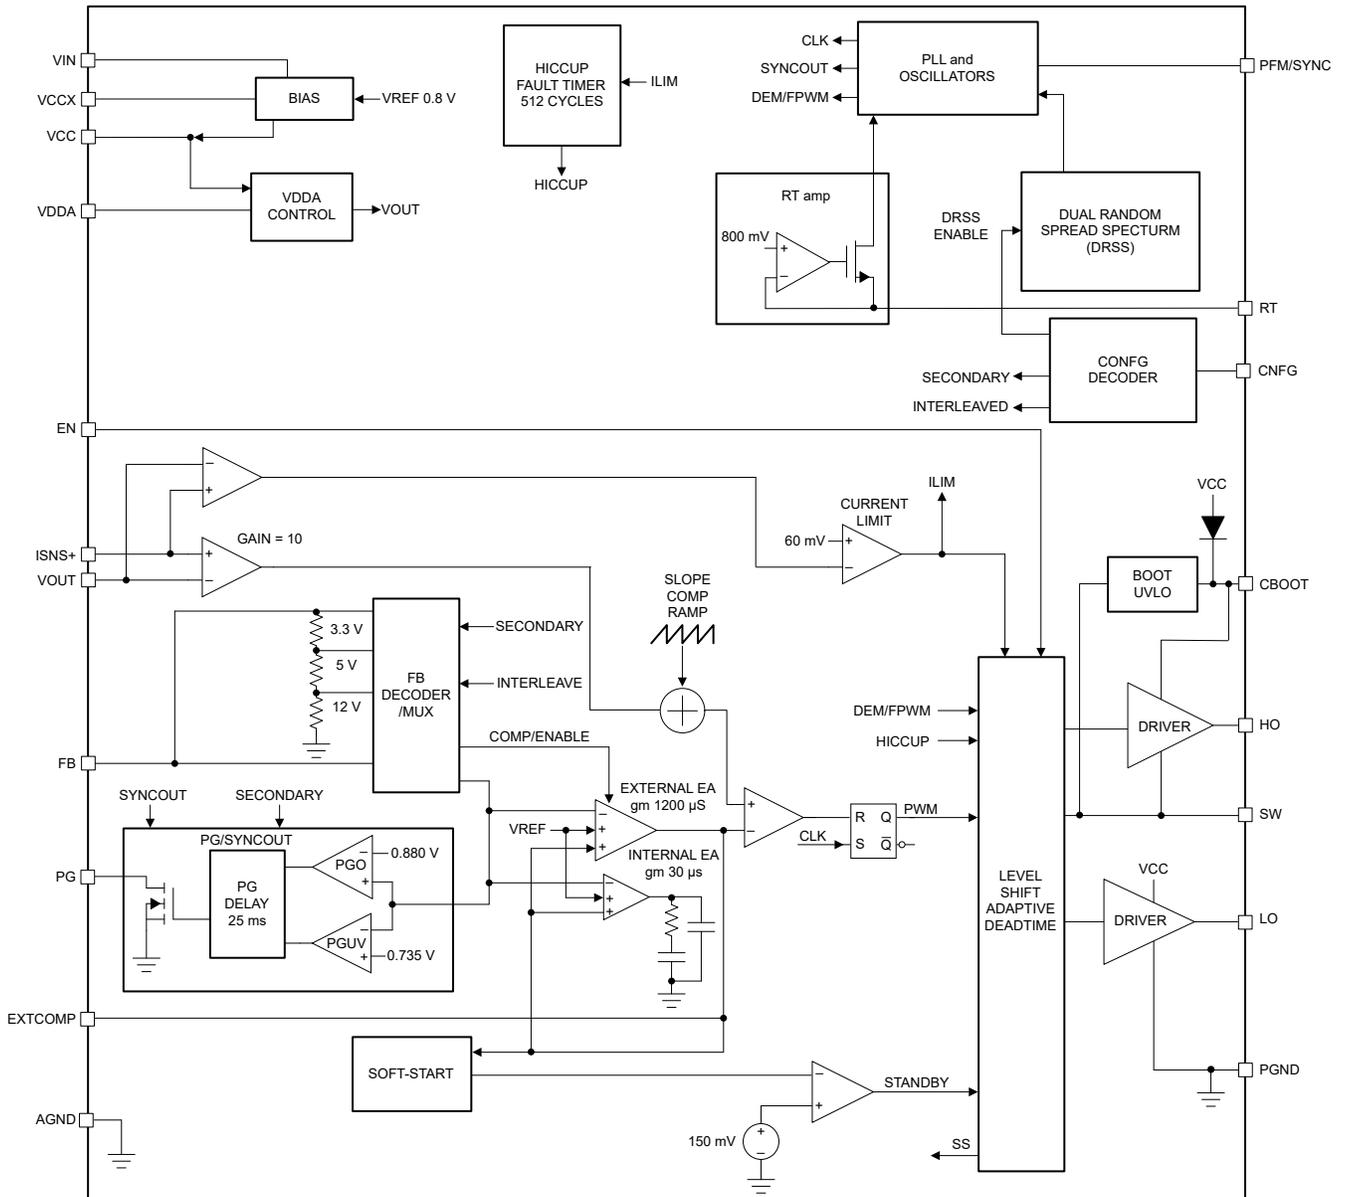 VIN
VCCX
VCC
VDDA
BIAS
VREF 0.8 V
VDDA
CONTROL
VOUT
HICCUP
FAULT TIMER
512 CYCLES
ILIM
HICCUP
CLK
SYNCOUT
DEM/FPWM
PLL and
OSCILLATORS
PFM/SYNC
RT amp
800 mV
+
−
DRSS
ENABLE
DUAL RANDOM
SPREAD SPECTURM
(DRSS)
RT
CONFG
DECODER
CNFG
SECONDARY
INTERLEAVED
EN
−
+
ISNS+
VOUT
+
−
GAIN = 10
CURRENT
LIMIT
ILIM
60 mV
+
−
VCC
BOOT
UVLO
CBOOT
3.3 V
5 V
12 V
FB
DECODER
/MUX
SECONDARY
INTERLEAVE
COMP/ENABLE
SLOPE
COMP
RAMP
FB
SYNCOUT
SECONDARY
PG/SYNCOUT
PG
PG
DELAY
25 ms
PGO
−
+
0.880 V
PGUV
−
+
0.735 V
VREF
EXTERNAL EA
gm 1200 µS
−
+
+
INTERNAL EA
gm 30 µs
−
+
+
+
−
R Q
S Q̅
CLK
PWM
DEM/FPWM
HICCUP
LEVEL
SHIFT
ADAPTIVE
DEADTIME
DRIVER
HO
SW
VCC
DRIVER
LO
PGND
EXTCOMP
SOFT-START
−
+
STANDBY
150 mV
+
−
SS
AGND